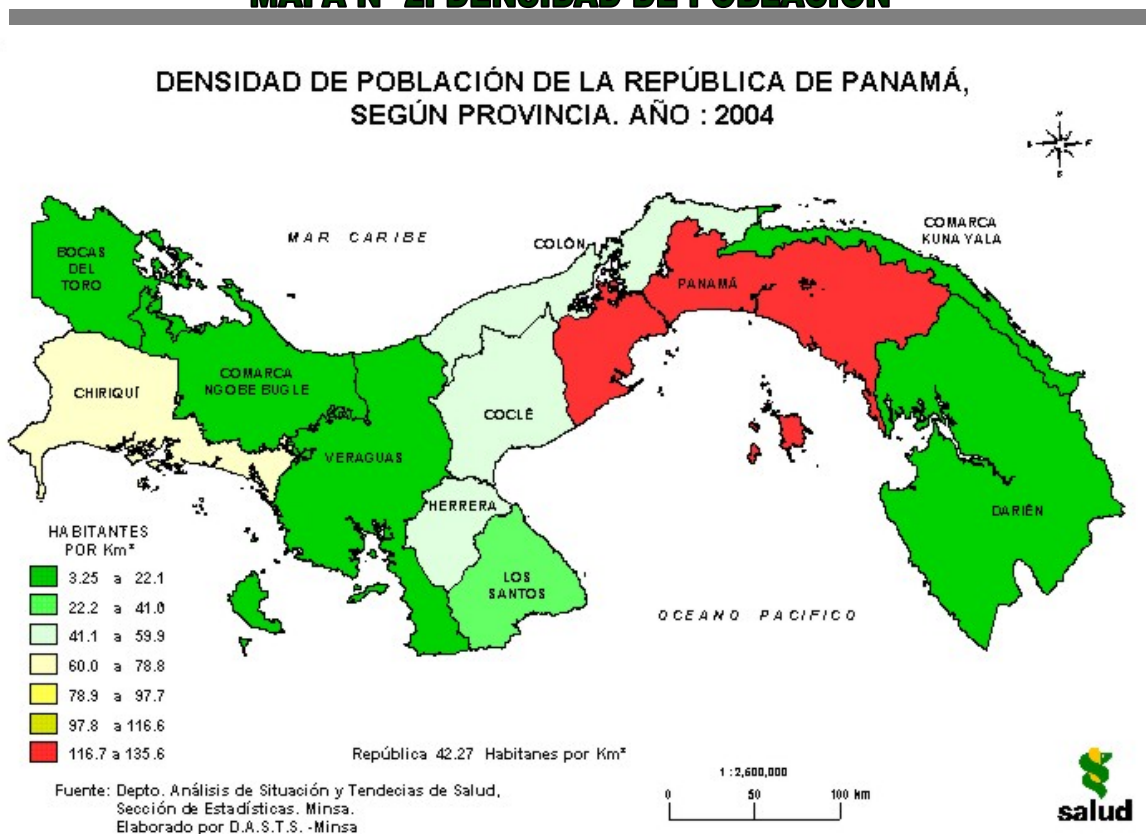 MAPA N° 2: DENSIDAD DE POBLACIÓN
DENSIDAD DE POBLACIÓN DE LA REPÚBLICA DE PANAMÁ,
SEGÚN PROVINCIA. AÑO : 2004
MAR CARIBE
COLÓN
COMARCA
KUNA YALA
BOCAS
DEL
TORO
PANAMÁ
CHIRIQUÍ
COMARCA
NGOBE BUGLE
COCLÉ
VERAGUAS
HERRERA
DARIÉN
LOS
SANTOS
OCEANO PACIFICO
HABITANTES
POR Km²
3.25 a 22.1
22.2 a 41.0
41.1 a 59.9
60.0 a 78.8
78.9 a 97.7
97.8 a 116.6
116.7 a 135.6
República 42.27 Habitanes por Km²
1 : 2,600,000
0 50 100 km
Fuente: Depto. Análisis de Situación y Tendecias de Salud,
Sección de Estadísticas. Minsa.
Elaborado por D.A.S.T.S. -Minsa
salud